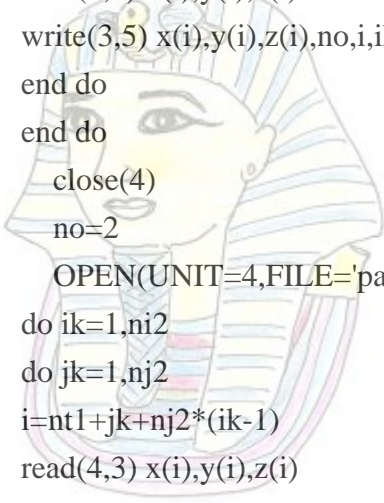 write(3,5) x(i),y(i),z(i),no,i,i
end do
end do
close(4)
no=2
OPEN(UNIT=4,FILE='pa
do ik=1,ni2
do jk=1,nj2
i=nt1+jk+nj2*(ik-1)
read(4,3) x(i),y(i),z(i)